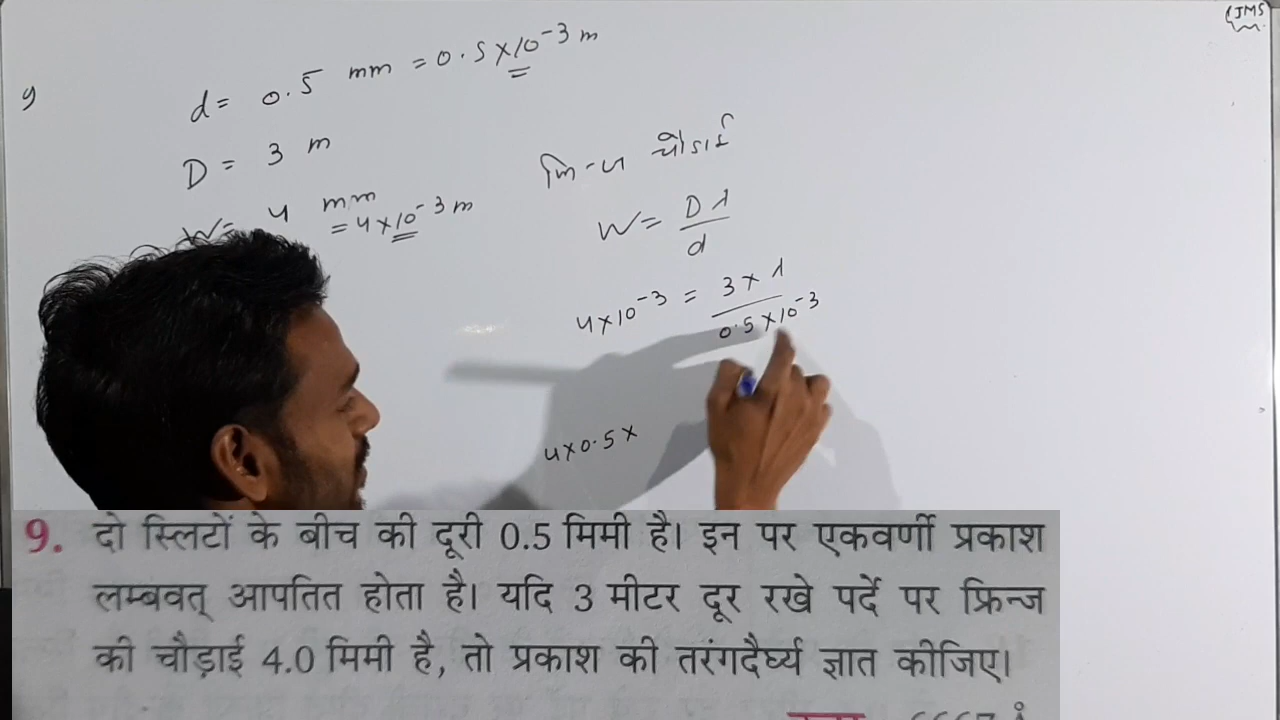 (JMS
9
d = 0.5 mm = 0.5×10⁻³ m
D = 3 m
W = 4 mm
= 4×10⁻³ m
चौडाई
W = Dλ/d
4×10⁻³ = 3×λ/0.5×10⁻³
4×0.5×
9. दो स्लिटों के बीच की दूरी 0.5 मिमी है। इन पर एकवर्णी प्रकाश
लम्बवत् आपतित होता है। यदि 3 मीटर दूर रखे पर्दे पर फ्रिन्ज
की चौड़ाई 4.0 मिमी है, तो प्रकाश की तरंगदैर्घ्य ज्ञात कीजिए।